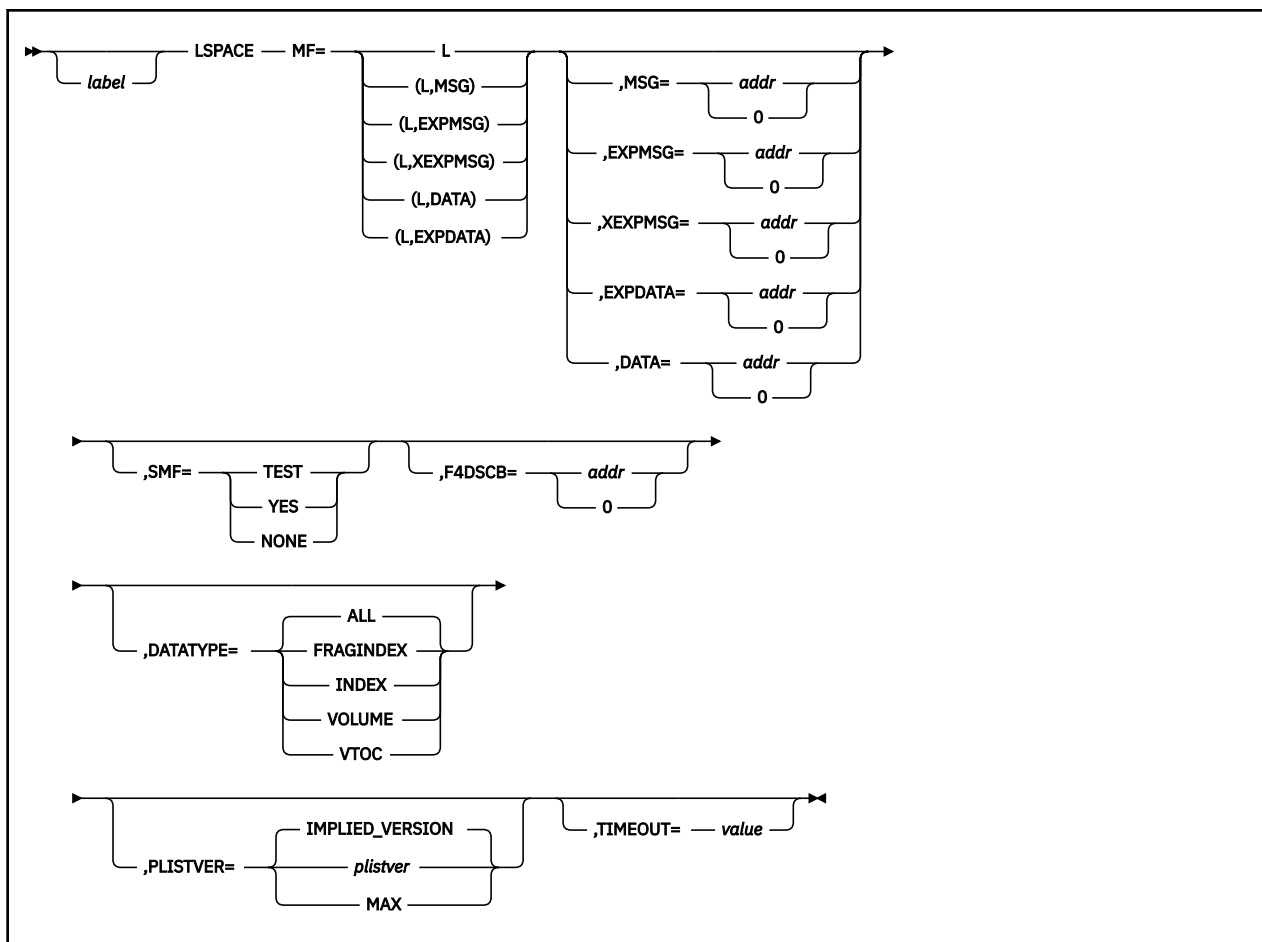 LSPACE MF= L
label
(L,MSG)
(L,EXPMSG)
(L,XEXPMSG)
(L,DATA)
(L,EXPDATA)
,MSG= addr
0
,EXPMSG= addr
0
,XEXPMSG= addr
0
,EXPDATA= addr
0
,DATA= addr
0
,SMF= TEST
YES
NONE
,F4DSCB= addr
0
ALL
,DATATYPE= FRAGINDEX
INDEX
VOLUME
VTOC
IMPLIED_VERSION
,PLISTVER= plistver
MAX
,TIMEOUT= value